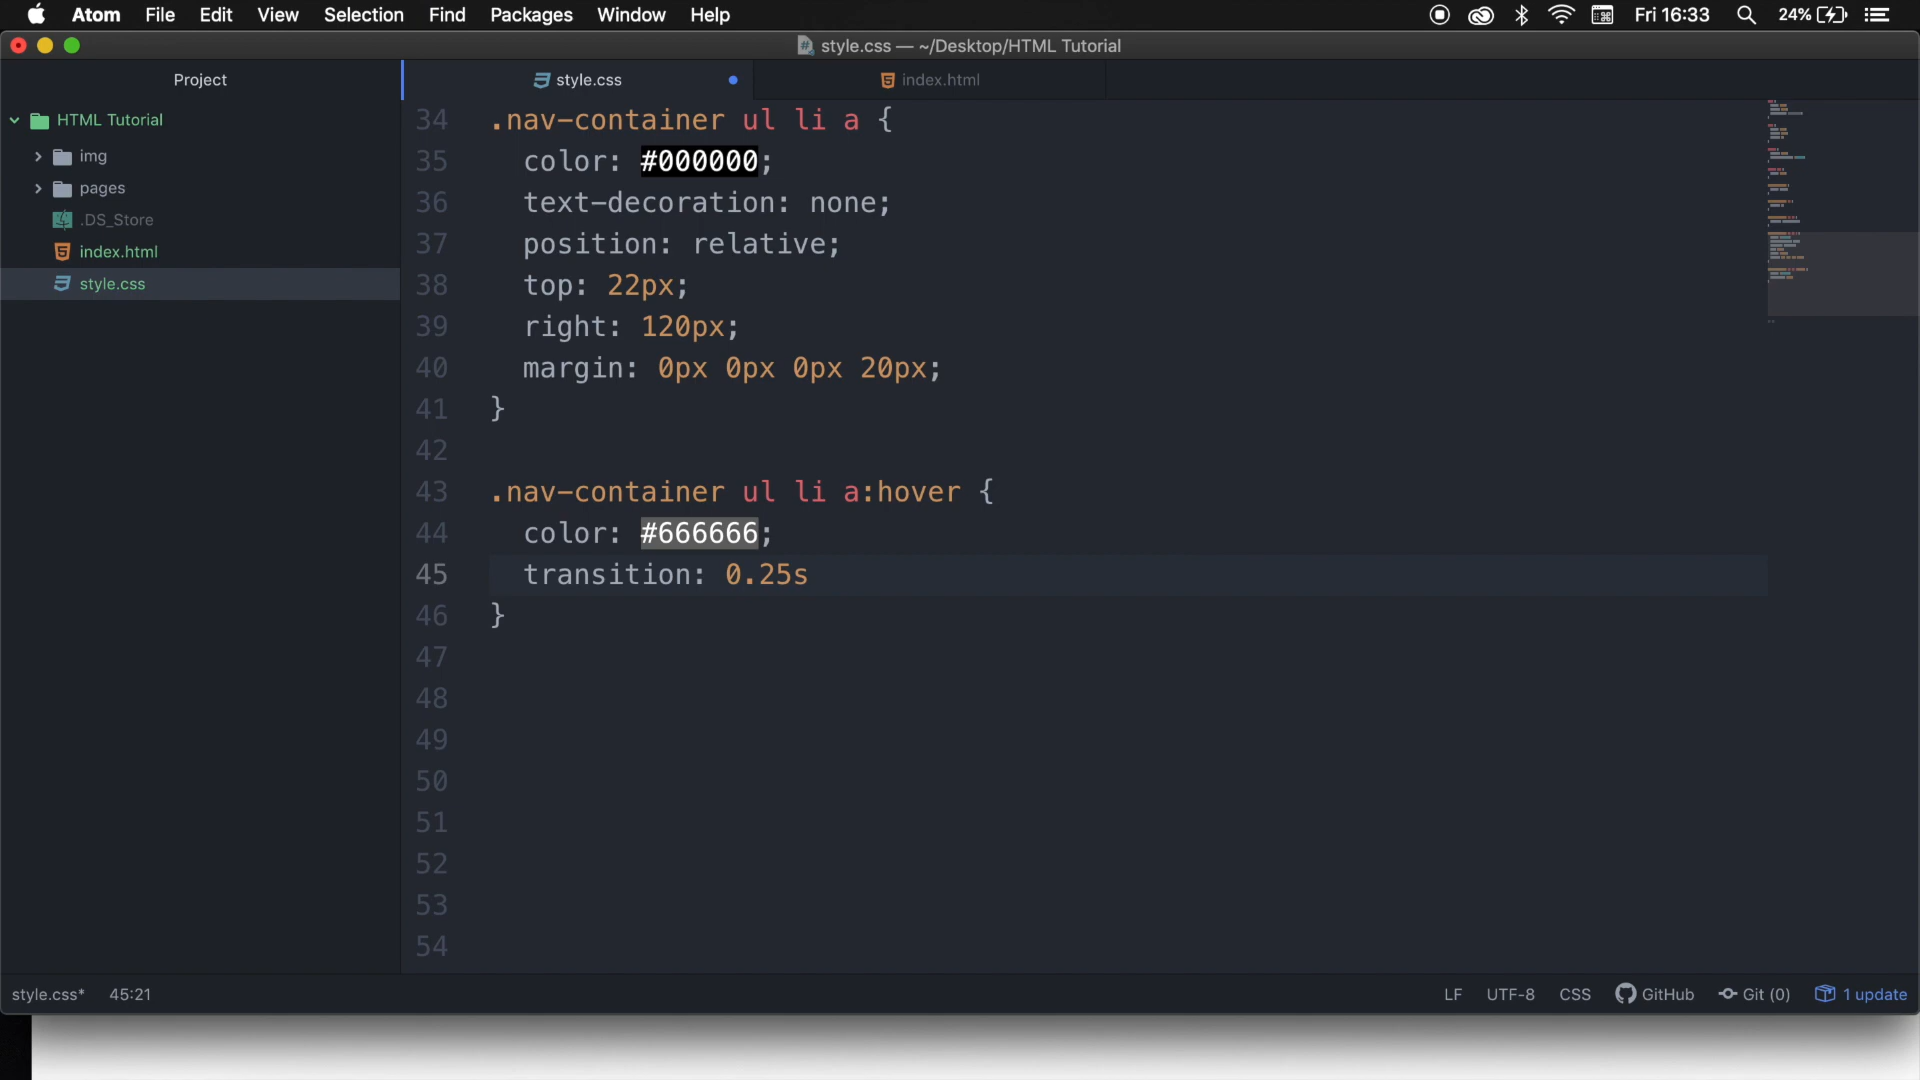 Atom File Edit View Selection Find Packages Window Help Fri 16:33 24%
style.css — ~/Desktop/HTML Tutorial
Project style.css index.html
HTML Tutorial
img
pages
.DS_Store
index.html
style.css
34 .nav-container ul li a {
35 color: #000000;
36 text-decoration: none;
37 position: relative;
38 top: 22px;
39 right: 120px;
40 margin: 0px 0px 0px 20px;
41 }
42
43 .nav-container ul li a:hover {
44 color: #666666;
45 transition: 0.25s
46 }
47
48
49
50
51
52
53
54
style.css* 45:21 LF UTF-8 CSS GitHub Git (0) 1 update